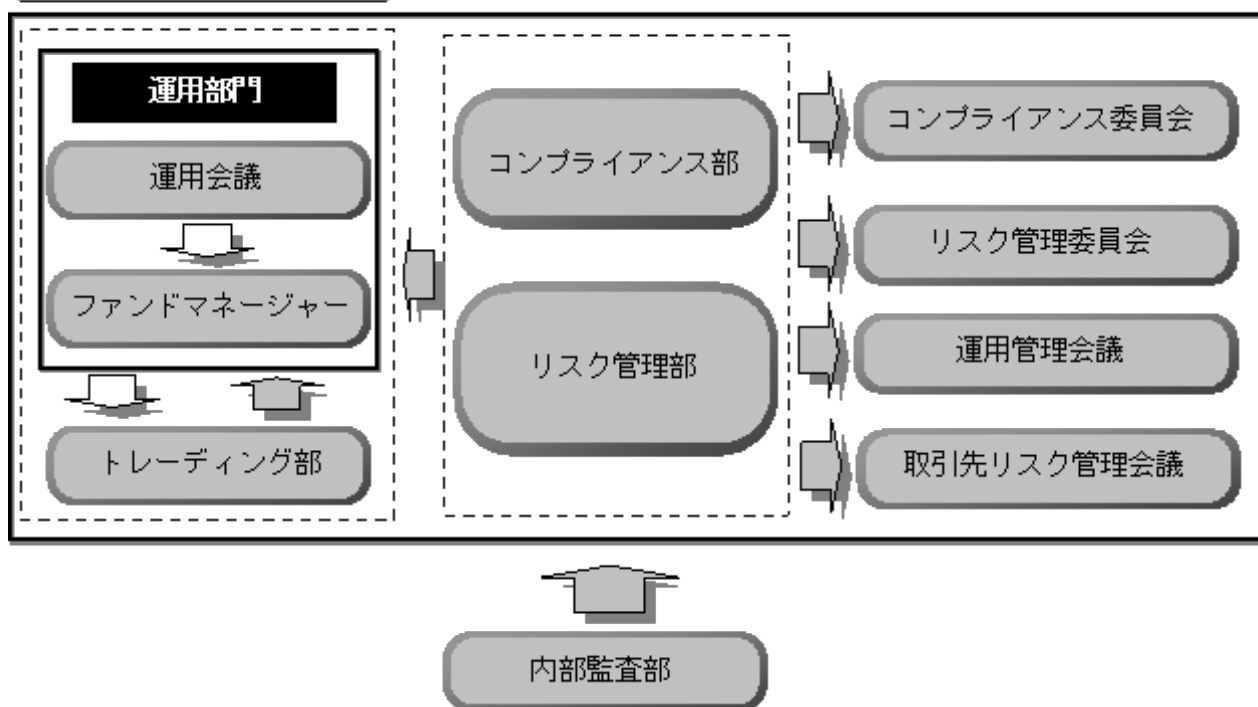 運用部門
運用会議
ファンドマネージャー
トレーディング部
コンプライアンス部
リスク管理部
コンプライアンス委員会
リスク管理委員会
運用管理会議
取引先リスク管理会議
内部監査部